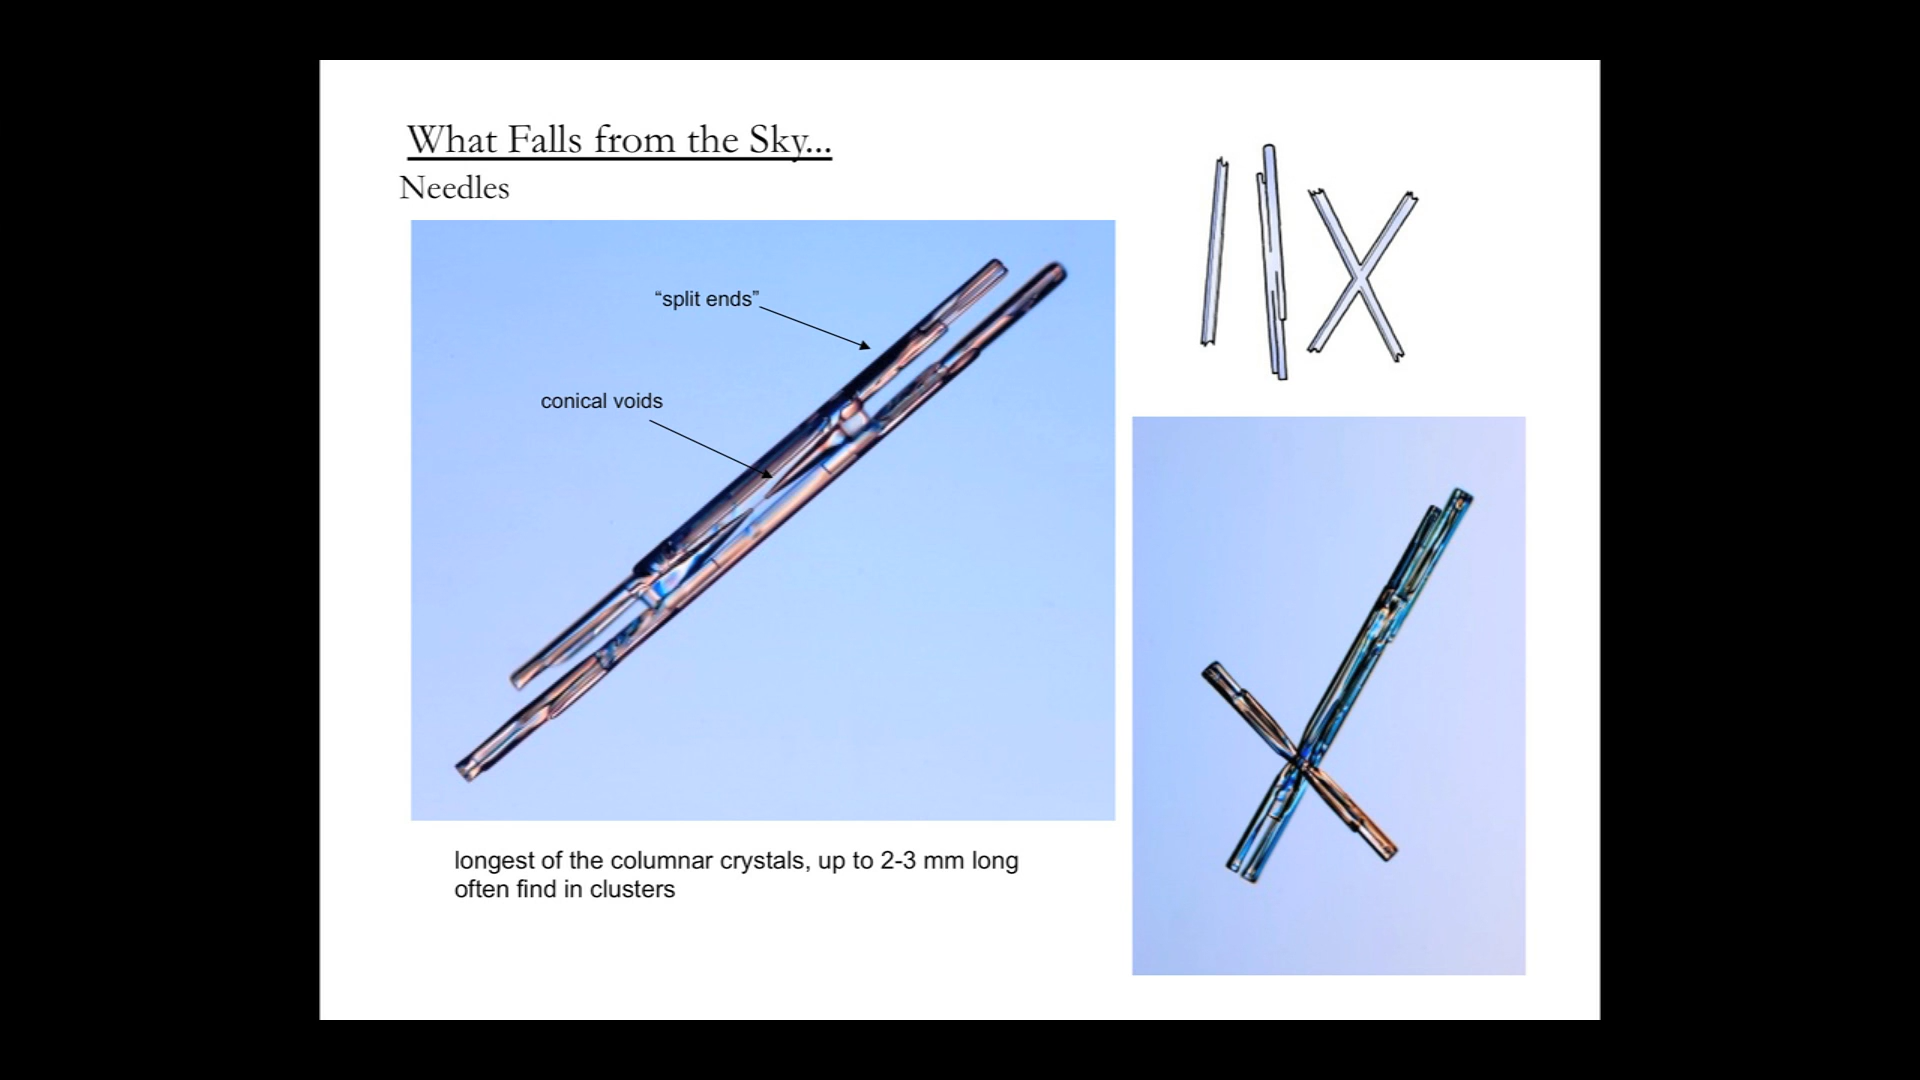 What Falls from the Sky...
Needles
“split ends”
conical voids
longest of the columnar crystals, up to 2-3 mm long
often find in clusters